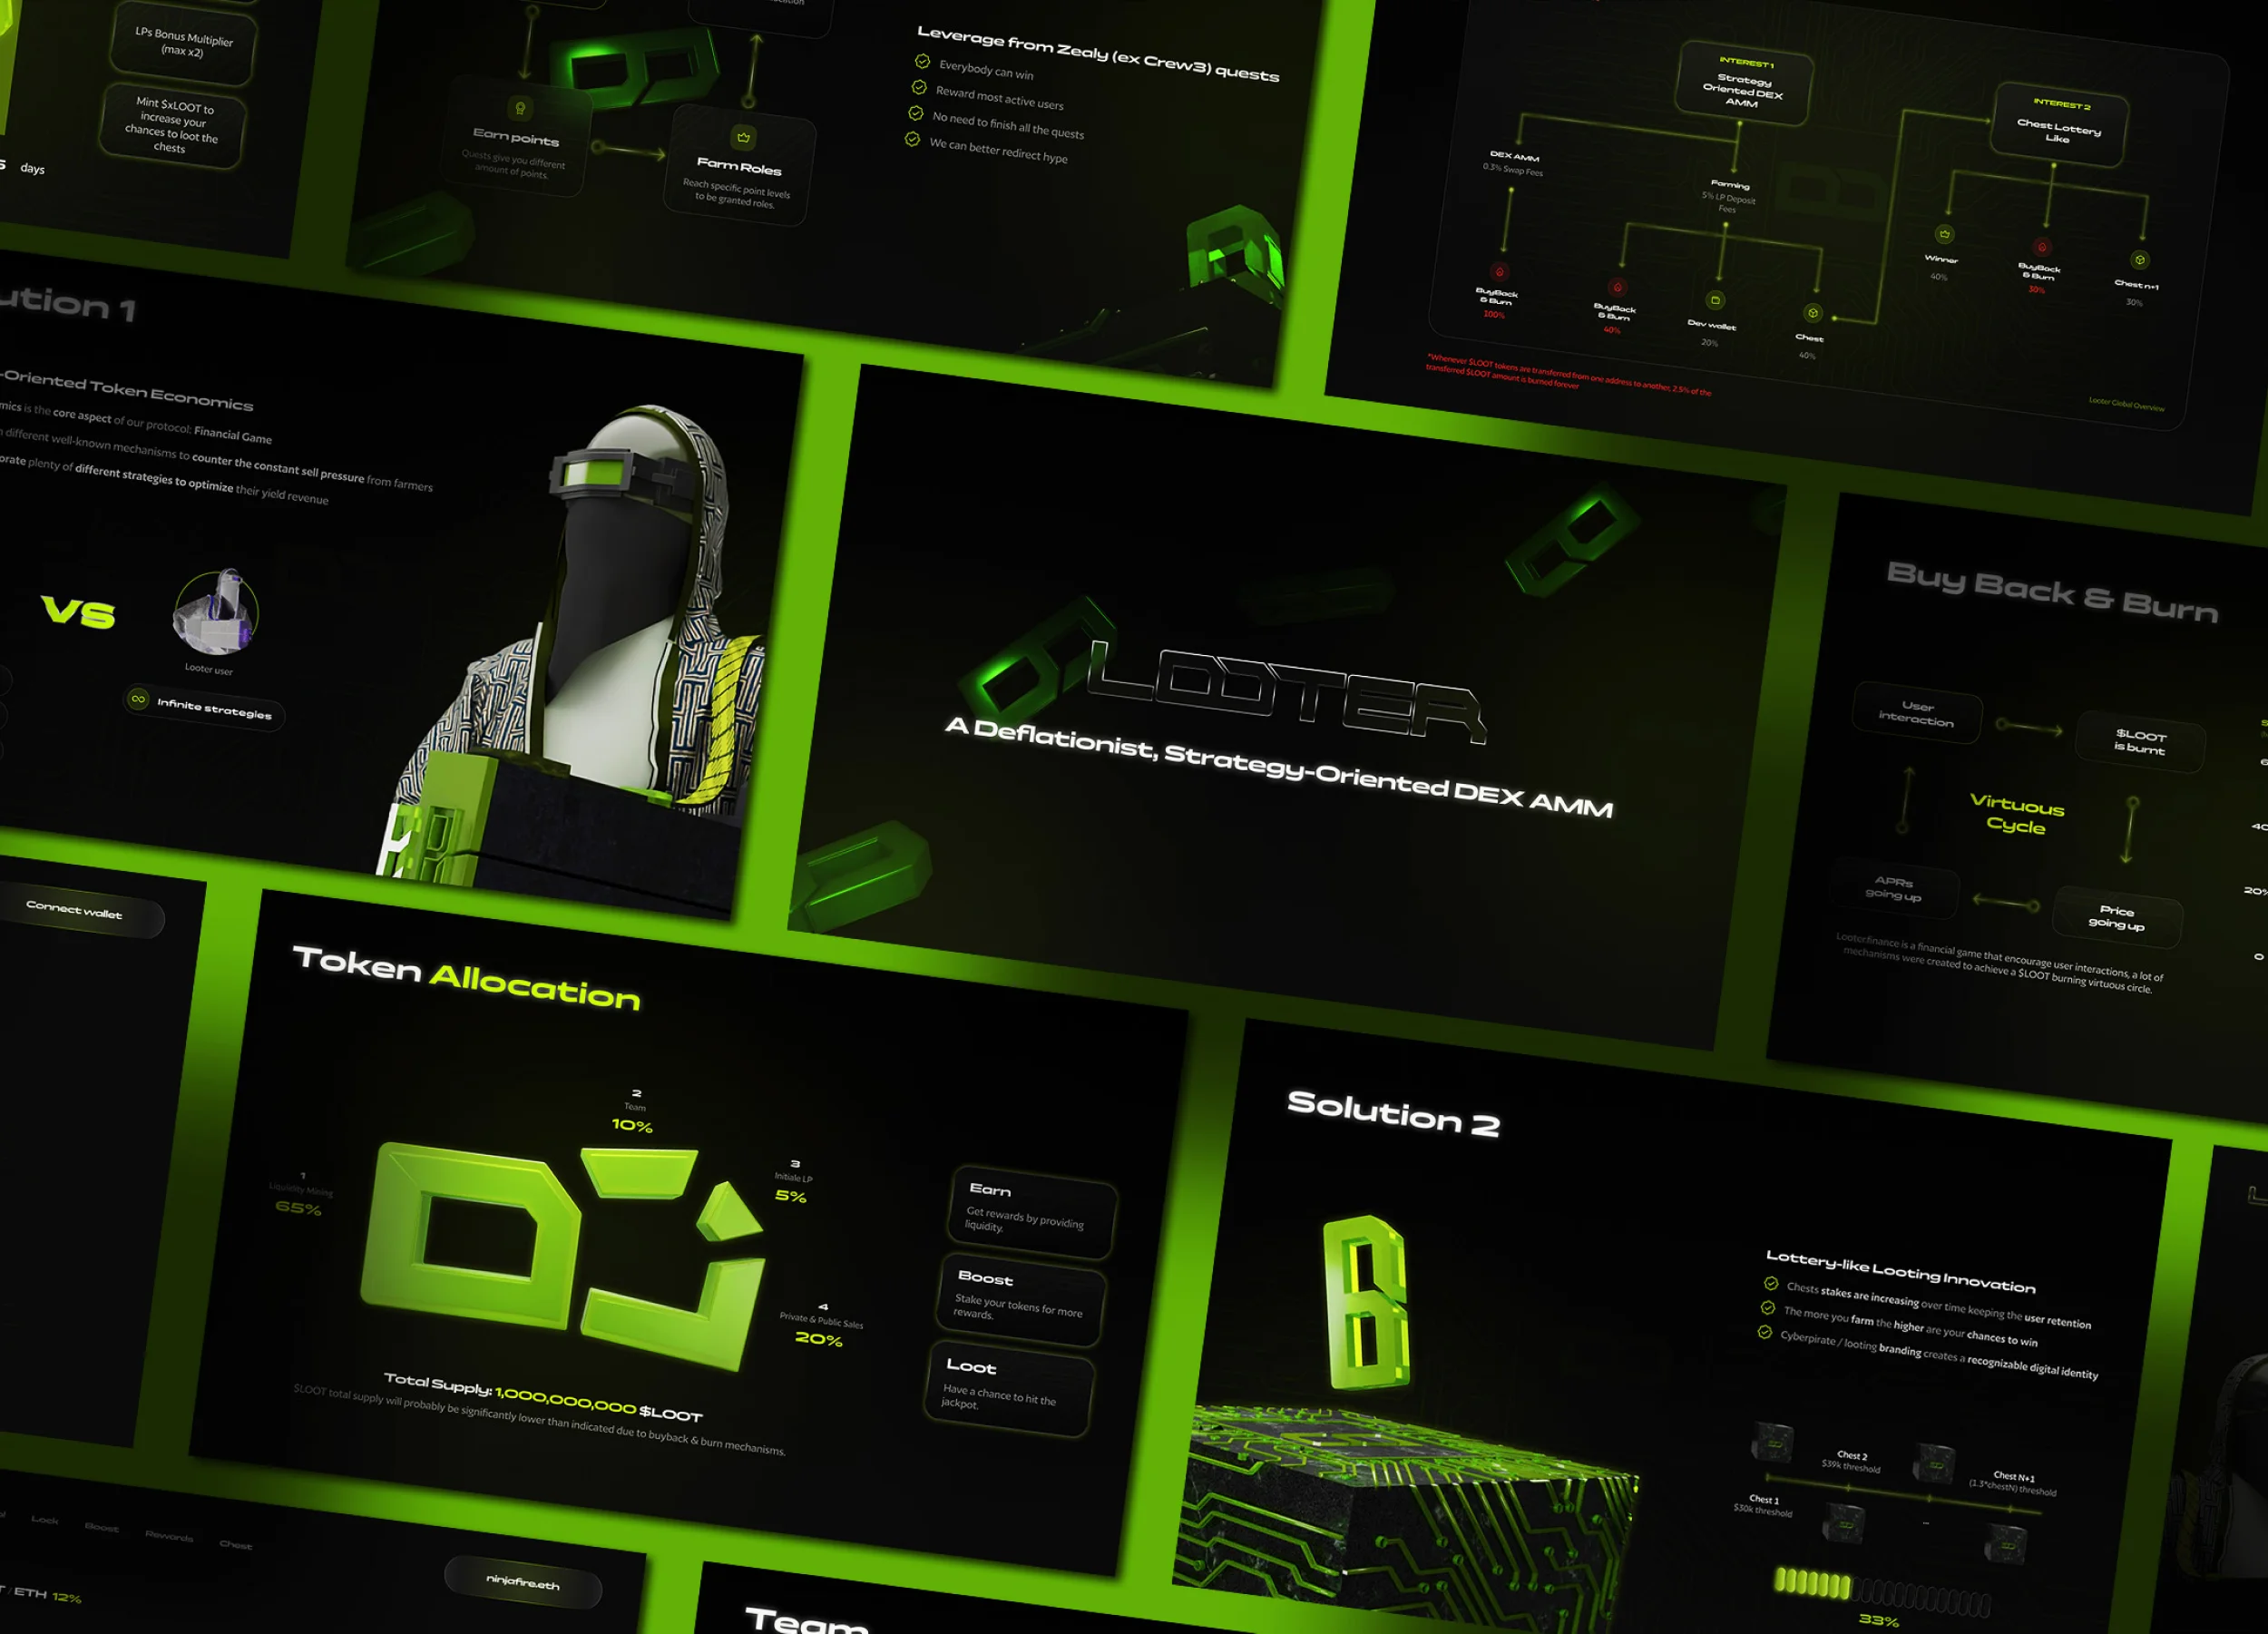 LPs Bonus Multiplier
(max x2)
Mint $xLOOT to
increase your
chances to loot the
chests
days
Earn points
Quests give you different
amount of points.
Farm Roles
Reach specific point levels
to be granted roles.
Leverage from Zealy (ex Crew3) quests
Everybody can win
Reward most active users
No need to finish all the quests
We can better redirect hype
INTEREST 1
Strategy
Oriented DEX
AMM
INTEREST 2
Chest Lottery
Like
DEX AMM
0.3% Swap Fees
Farming
5% LP Deposit
Fees
BuyBack
& Burn
100%
BuyBack
& Burn
40%
Dev wallet
20%
Chest
40%
Winner
40%
BuyBack
& Burn
30%
Chest n+1
30%
*Whenever $LOOT tokens are transferred from one address to another, 2.5% of the
transferred $LOOT amount is burned forever
Looter Global Overview
ution 1
-Oriented Token Economics
mics is the core aspect of our protocol: Financial Game
different well-known mechanisms to counter the constant sell pressure from farmers
orate plenty of different strategies to optimize their yield revenue
VS
Looter user
Infinite strategies
LOOTER
A Deflationist, Strategy-Oriented DEX AMM
Buy Back & Burn
User
interaction
$LOOT
is burnt
Virtuous
Cycle
APRs
going up
Price
going up
Looter.finance is a financial game that encourage user interactions, a lot of
mechanisms were created to achieve a $LOOT burning virtuous circle.
20%
0
Connect wallet
Token Allocation
1
Liquidity Mining
65%
2
Team
10%
3
Initiale LP
5%
4
Private & Public Sales
20%
Total Supply: 1,000,000,000 $LOOT
$LOOT total supply will probably be significantly lower than indicated due to buyback & burn mechanisms.
Earn
Get rewards by providing
liquidity.
Boost
Stake your tokens for more
rewards.
Loot
Have a chance to hit the
jackpot.
Solution 2
Lottery-like Looting Innovation
Chests stakes are increasing over time keeping the user retention
The more you farm the higher are your chances to win
Cyberpirate / looting branding creates a recognizable digital identity
Chest 1
$30k threshold
Chest 2
$39k threshold
...
Chest N+1
(1.3*chestN) threshold
33%
Lock Boost Rewards Chest
ninjafire.eth
/ ETH 12%
Team